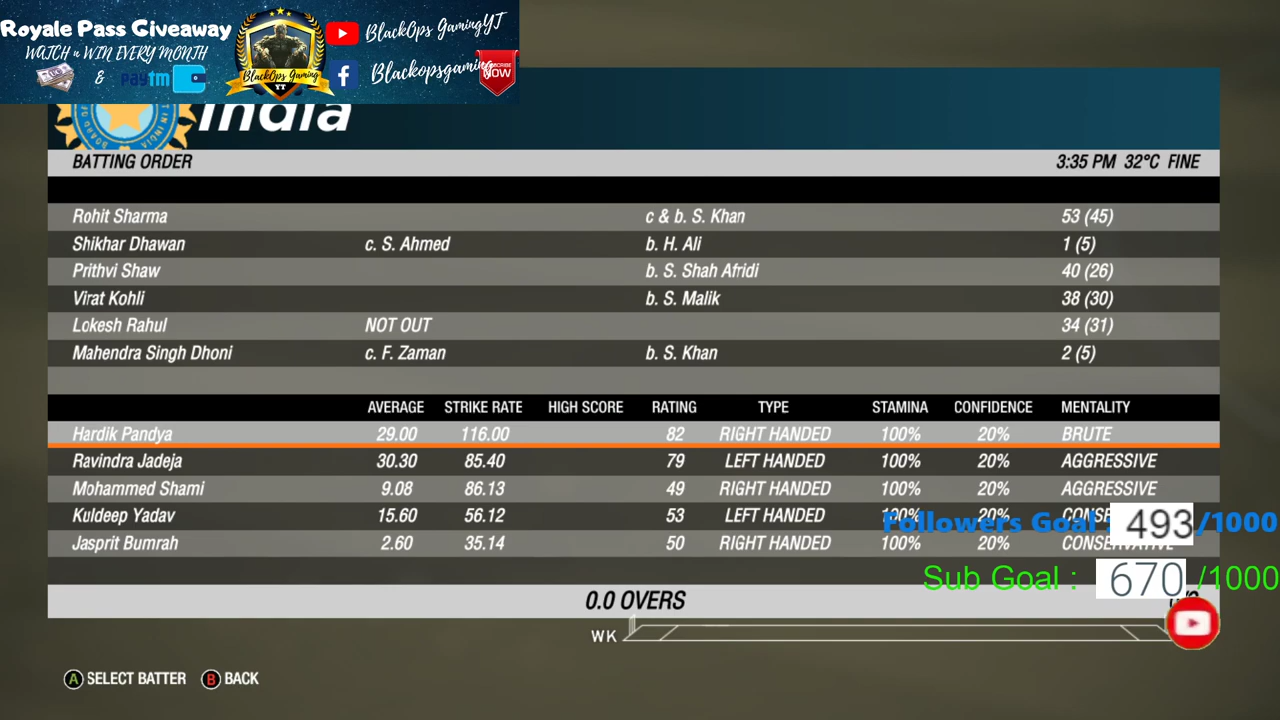 Royale Pass Giveaway
WATCH n WIN EVERY MONTH
& paytm
BlackOps Gaming
YT
BlackOps GamingYT
Blackopsgaming
NOW
India
BATTING ORDER 3:35 PM 32°C FINE
Rohit Sharma c & b. S. Khan 53 (45)
Shikhar Dhawan c. S. Ahmed b. H. Ali 1 (5)
Prithvi Shaw b. S. Shah Afridi 40 (26)
Virat Kohli b. S. Malik 38 (30)
Lokesh Rahul NOT OUT 34 (31)
Mahendra Singh Dhoni c. F. Zaman b. S. Khan 2 (5)
AVERAGE STRIKE RATE HIGH SCORE RATING TYPE STAMINA CONFIDENCE MENTALITY
Hardik Pandya 29.00 116.00 82 RIGHT HANDED 100% 20% BRUTE
Ravindra Jadeja 30.30 85.40 79 LEFT HANDED 100% 20% AGGRESSIVE
Mohammed Shami 9.08 86.13 49 RIGHT HANDED 100% 20% AGGRESSIVE
Kuldeep Yadav 15.60 56.12 53 LEFT HANDED 100% 20%
Followers Goal : 493/1000
Jasprit Bumrah 2.60 35.14 50 RIGHT HANDED 100% 20% CONSERVATIVE
Sub Goal : 670/1000
0.0 OVERS
WK
A SELECT BATTER B BACK